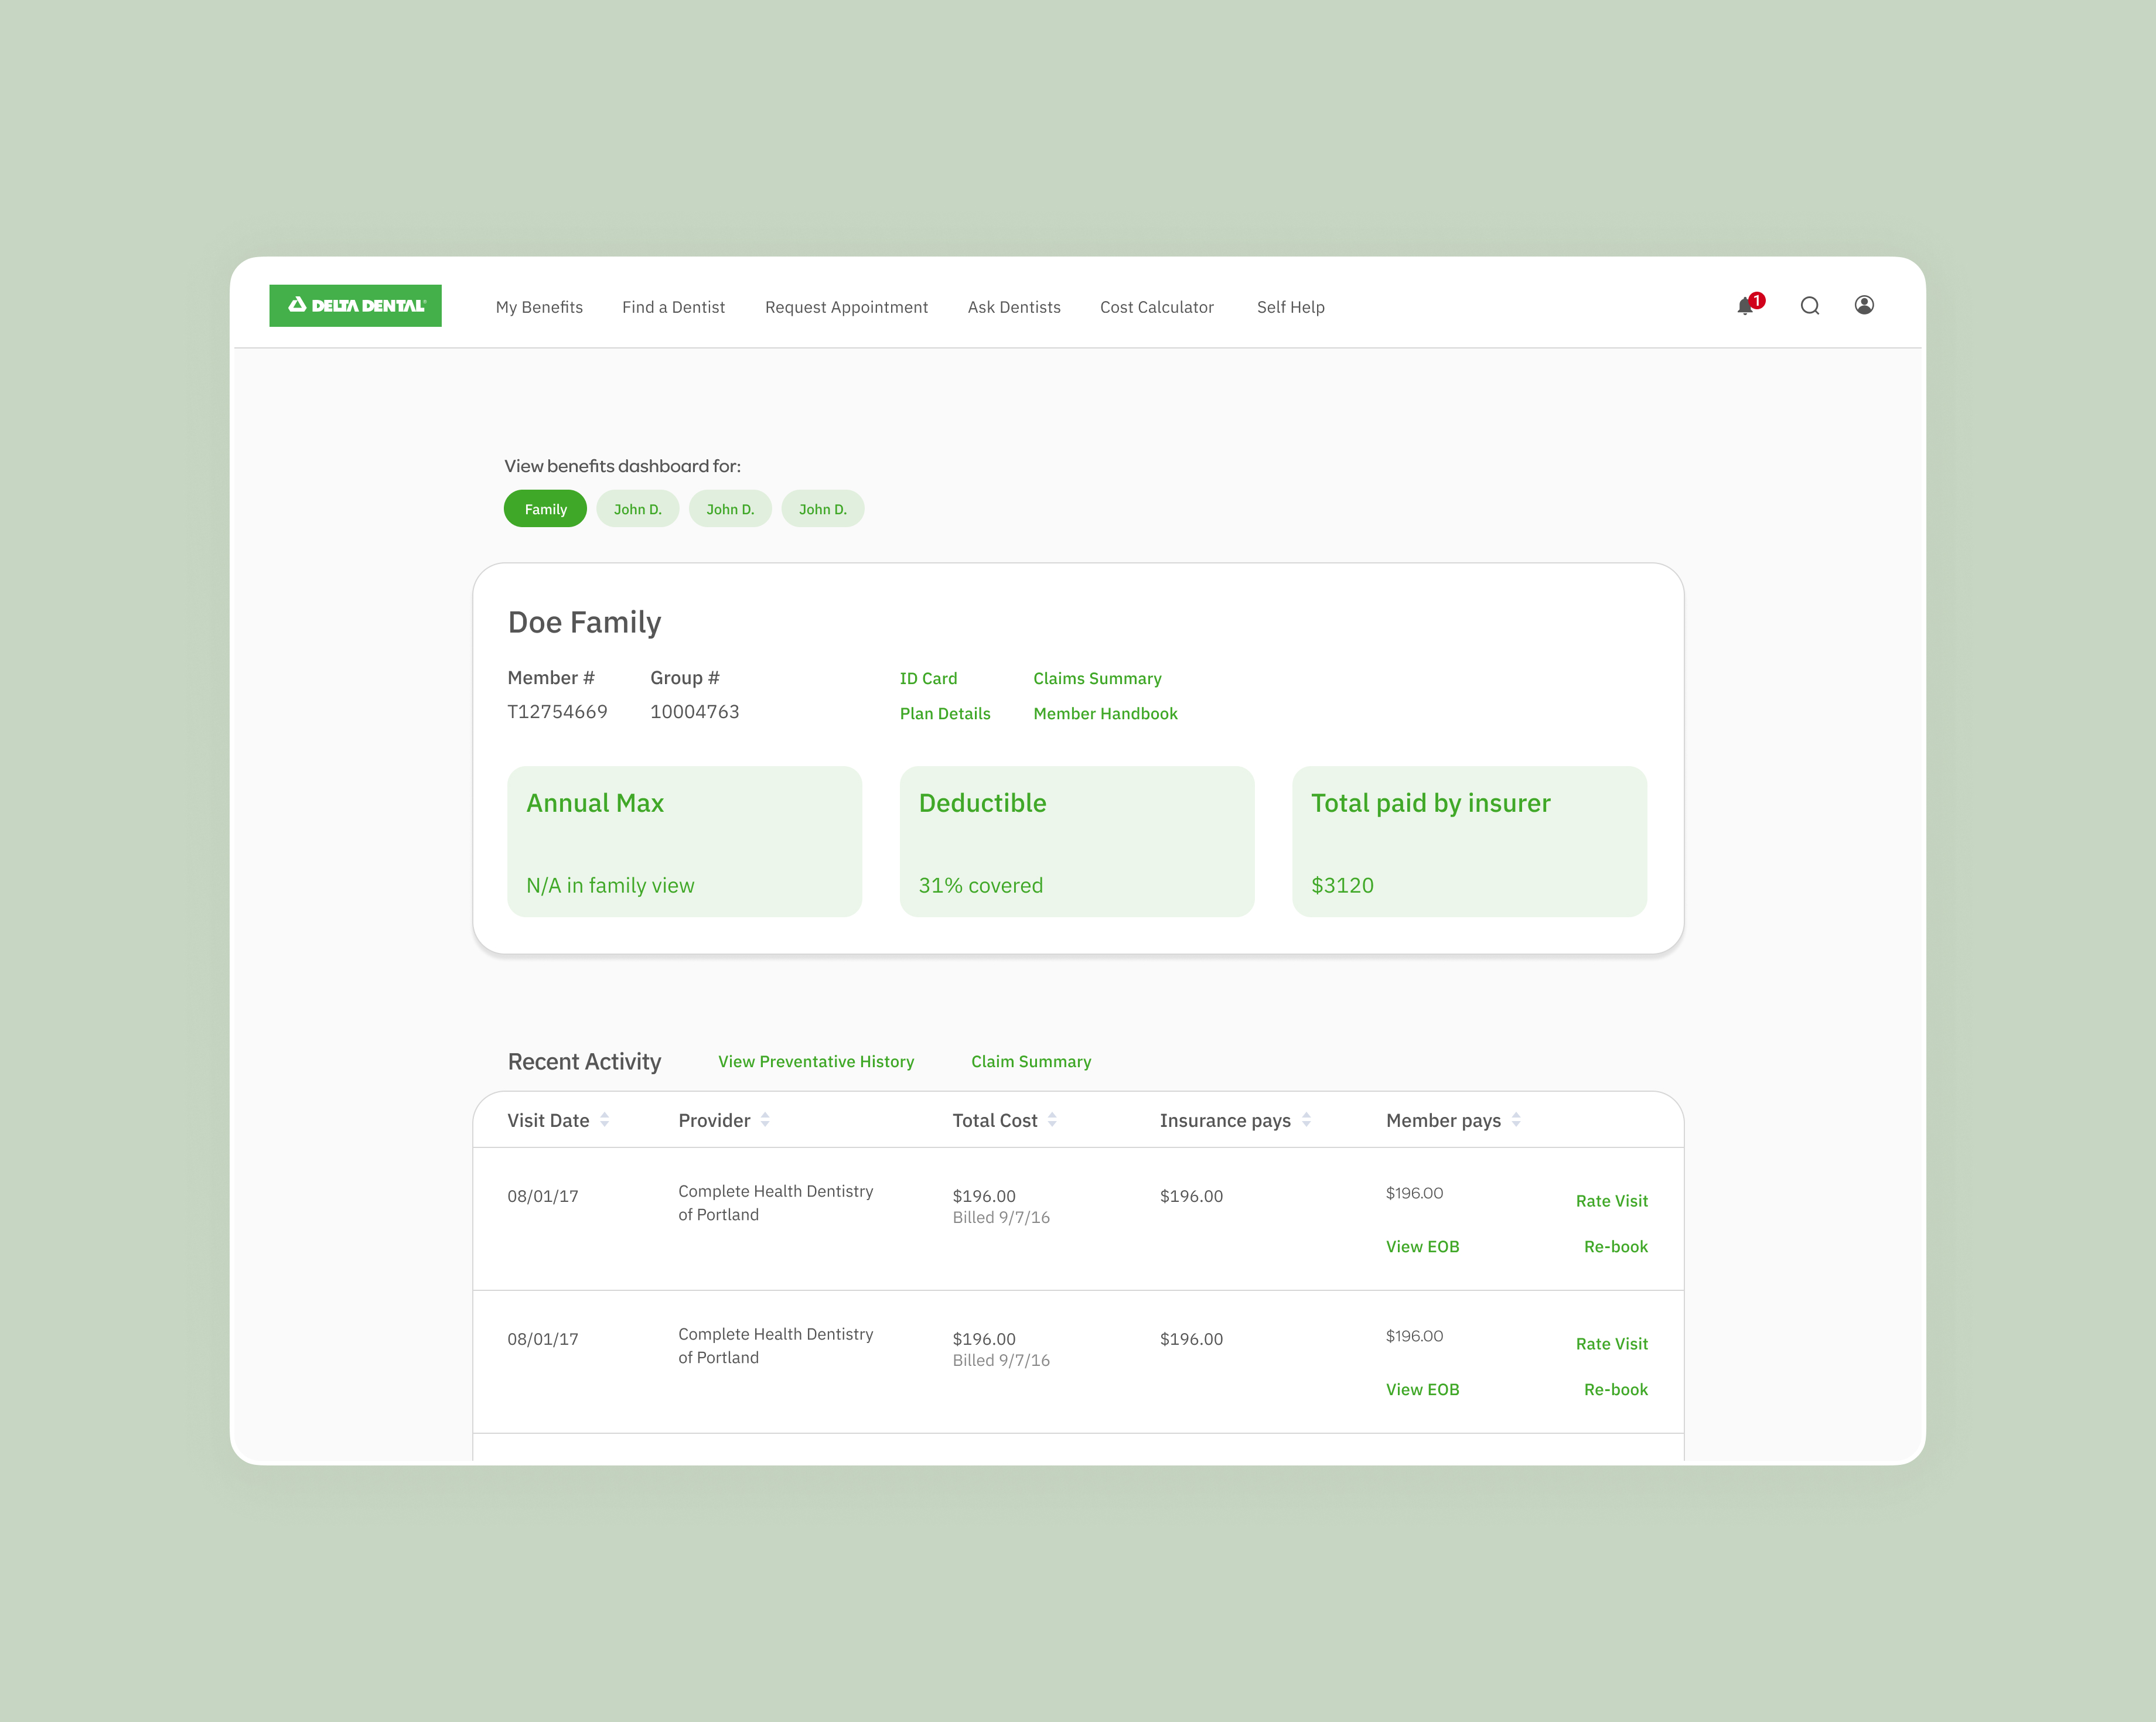 DELTA DENTAL
My Benefits Find a Dentist Request Appointment Ask Dentists Cost Calculator Self Help
1
View benefits dashboard for:
Family John D. John D. John D.
Doe Family
Member # Group # ID Card Claims Summary
T12754669 10004763 Plan Details Member Handbook
Annual Max Deductible Total paid by insurer
N/A in family view 31% covered $3120
Recent Activity View Preventative History Claim Summary
Visit Date Provider Total Cost Insurance pays Member pays
08/01/17 Complete Health Dentistry $196.00 $196.00 $196.00 Rate Visit
of Portland Billed 9/7/16
View EOB Re-book
08/01/17 Complete Health Dentistry $196.00 $196.00 $196.00 Rate Visit
of Portland Billed 9/7/16
View EOB Re-book